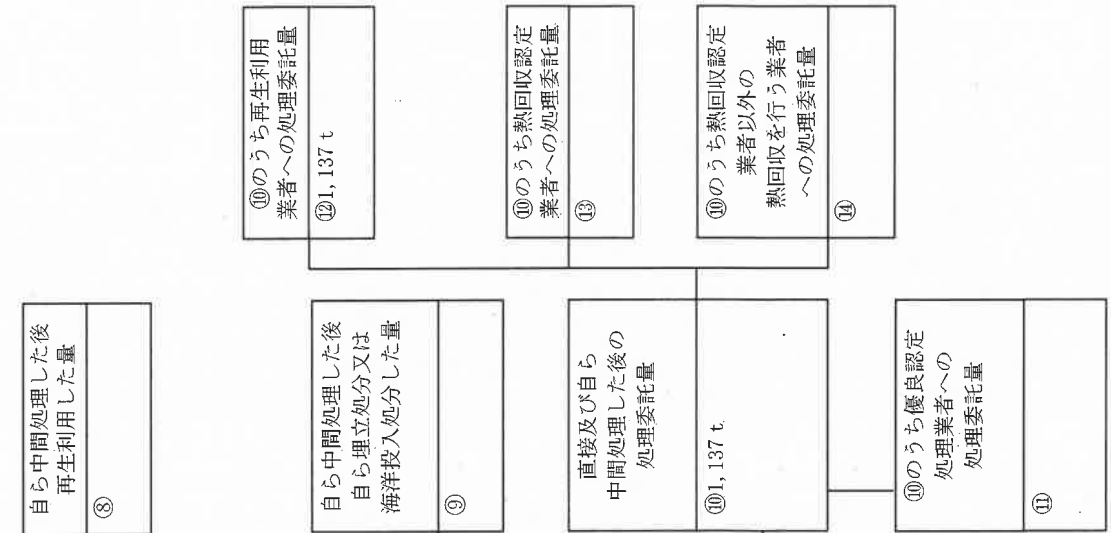 自ら中間処理した後
再生利用した量
⑧
自ら中間処理した後
自ら埋立処分又は
海洋投入処分した量
⑨
直接及び自ら
中間処理した後の
処理委託量
⑩1,137 t
⑩のうち優良認定
処理業者への
処理委託量
⑪
⑩のうち再生利用
業者への処理委託量
⑫1,137 t
⑩のうち熱回収認定
業者への処理委託量
⑬
⑩のうち熱回収認定
業者以外の
熱回収を行う業者
への処理委託量
⑭